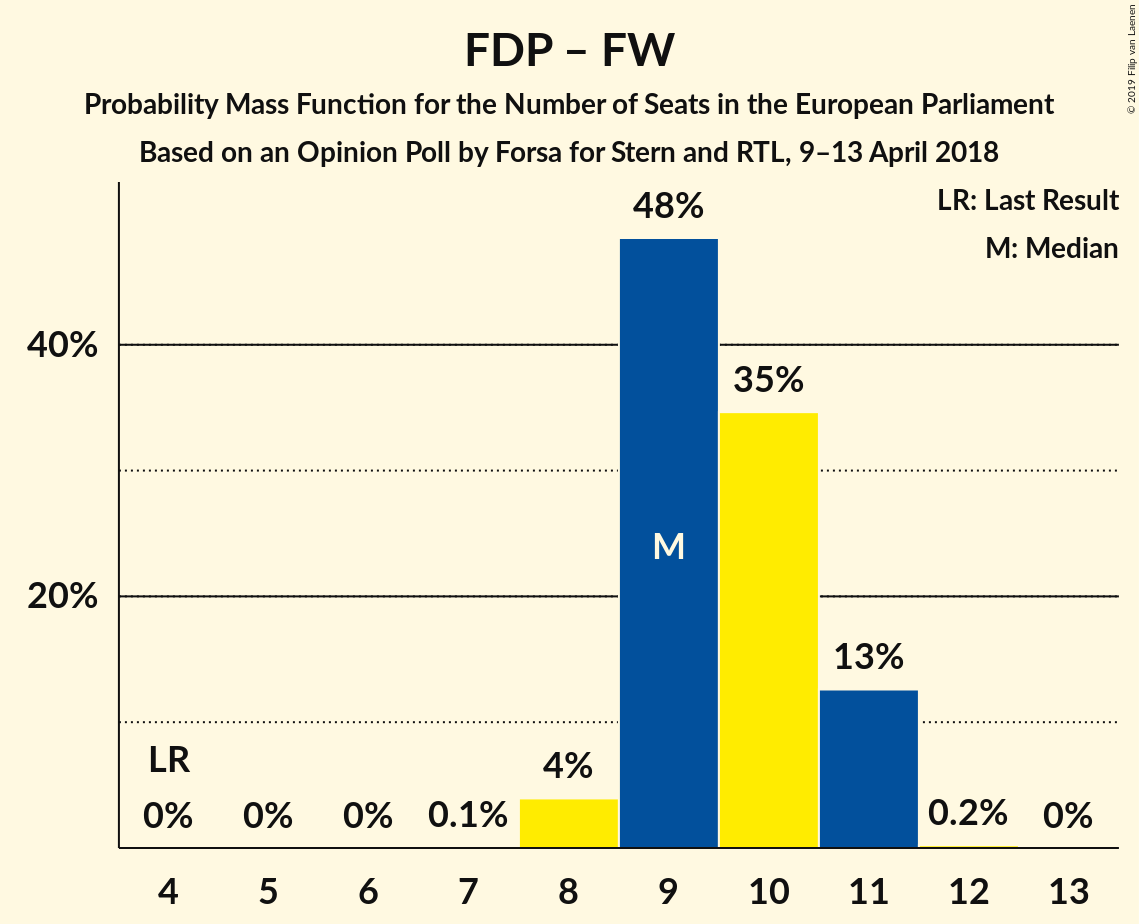 FDP – FW
Probability Mass Function for the Number of Seats in the European Parliament
Based on an Opinion Poll by Forsa for Stern and RTL, 9–13 April 2018
© 2019 Filip van Laenen
LR: Last Result
M: Median
48%
40%
35%
M
20%
13%
LR
4%
0% 0% 0% 0.1% 0.2% 0%
4 5 6 7 8 9 10 11 12 13